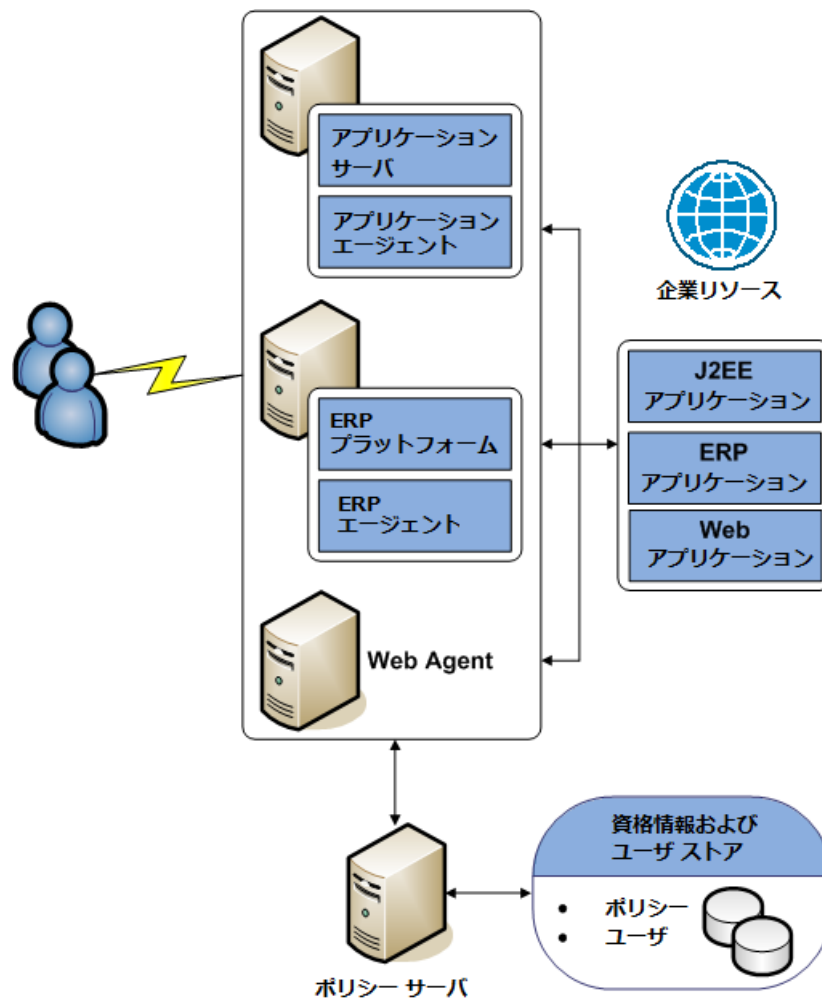 アプリケーション
サーバ
アプリケーション
エージェント
企業リソース
J2EE
アプリケーション
ERP
プラットフォーム
ERP
アプリケーション
ERP
エージェント
Web
アプリケーション
Web Agent
資格情報および
ユーザ ストア
• ポリシー
• ユーザ
ポリシー サーバ